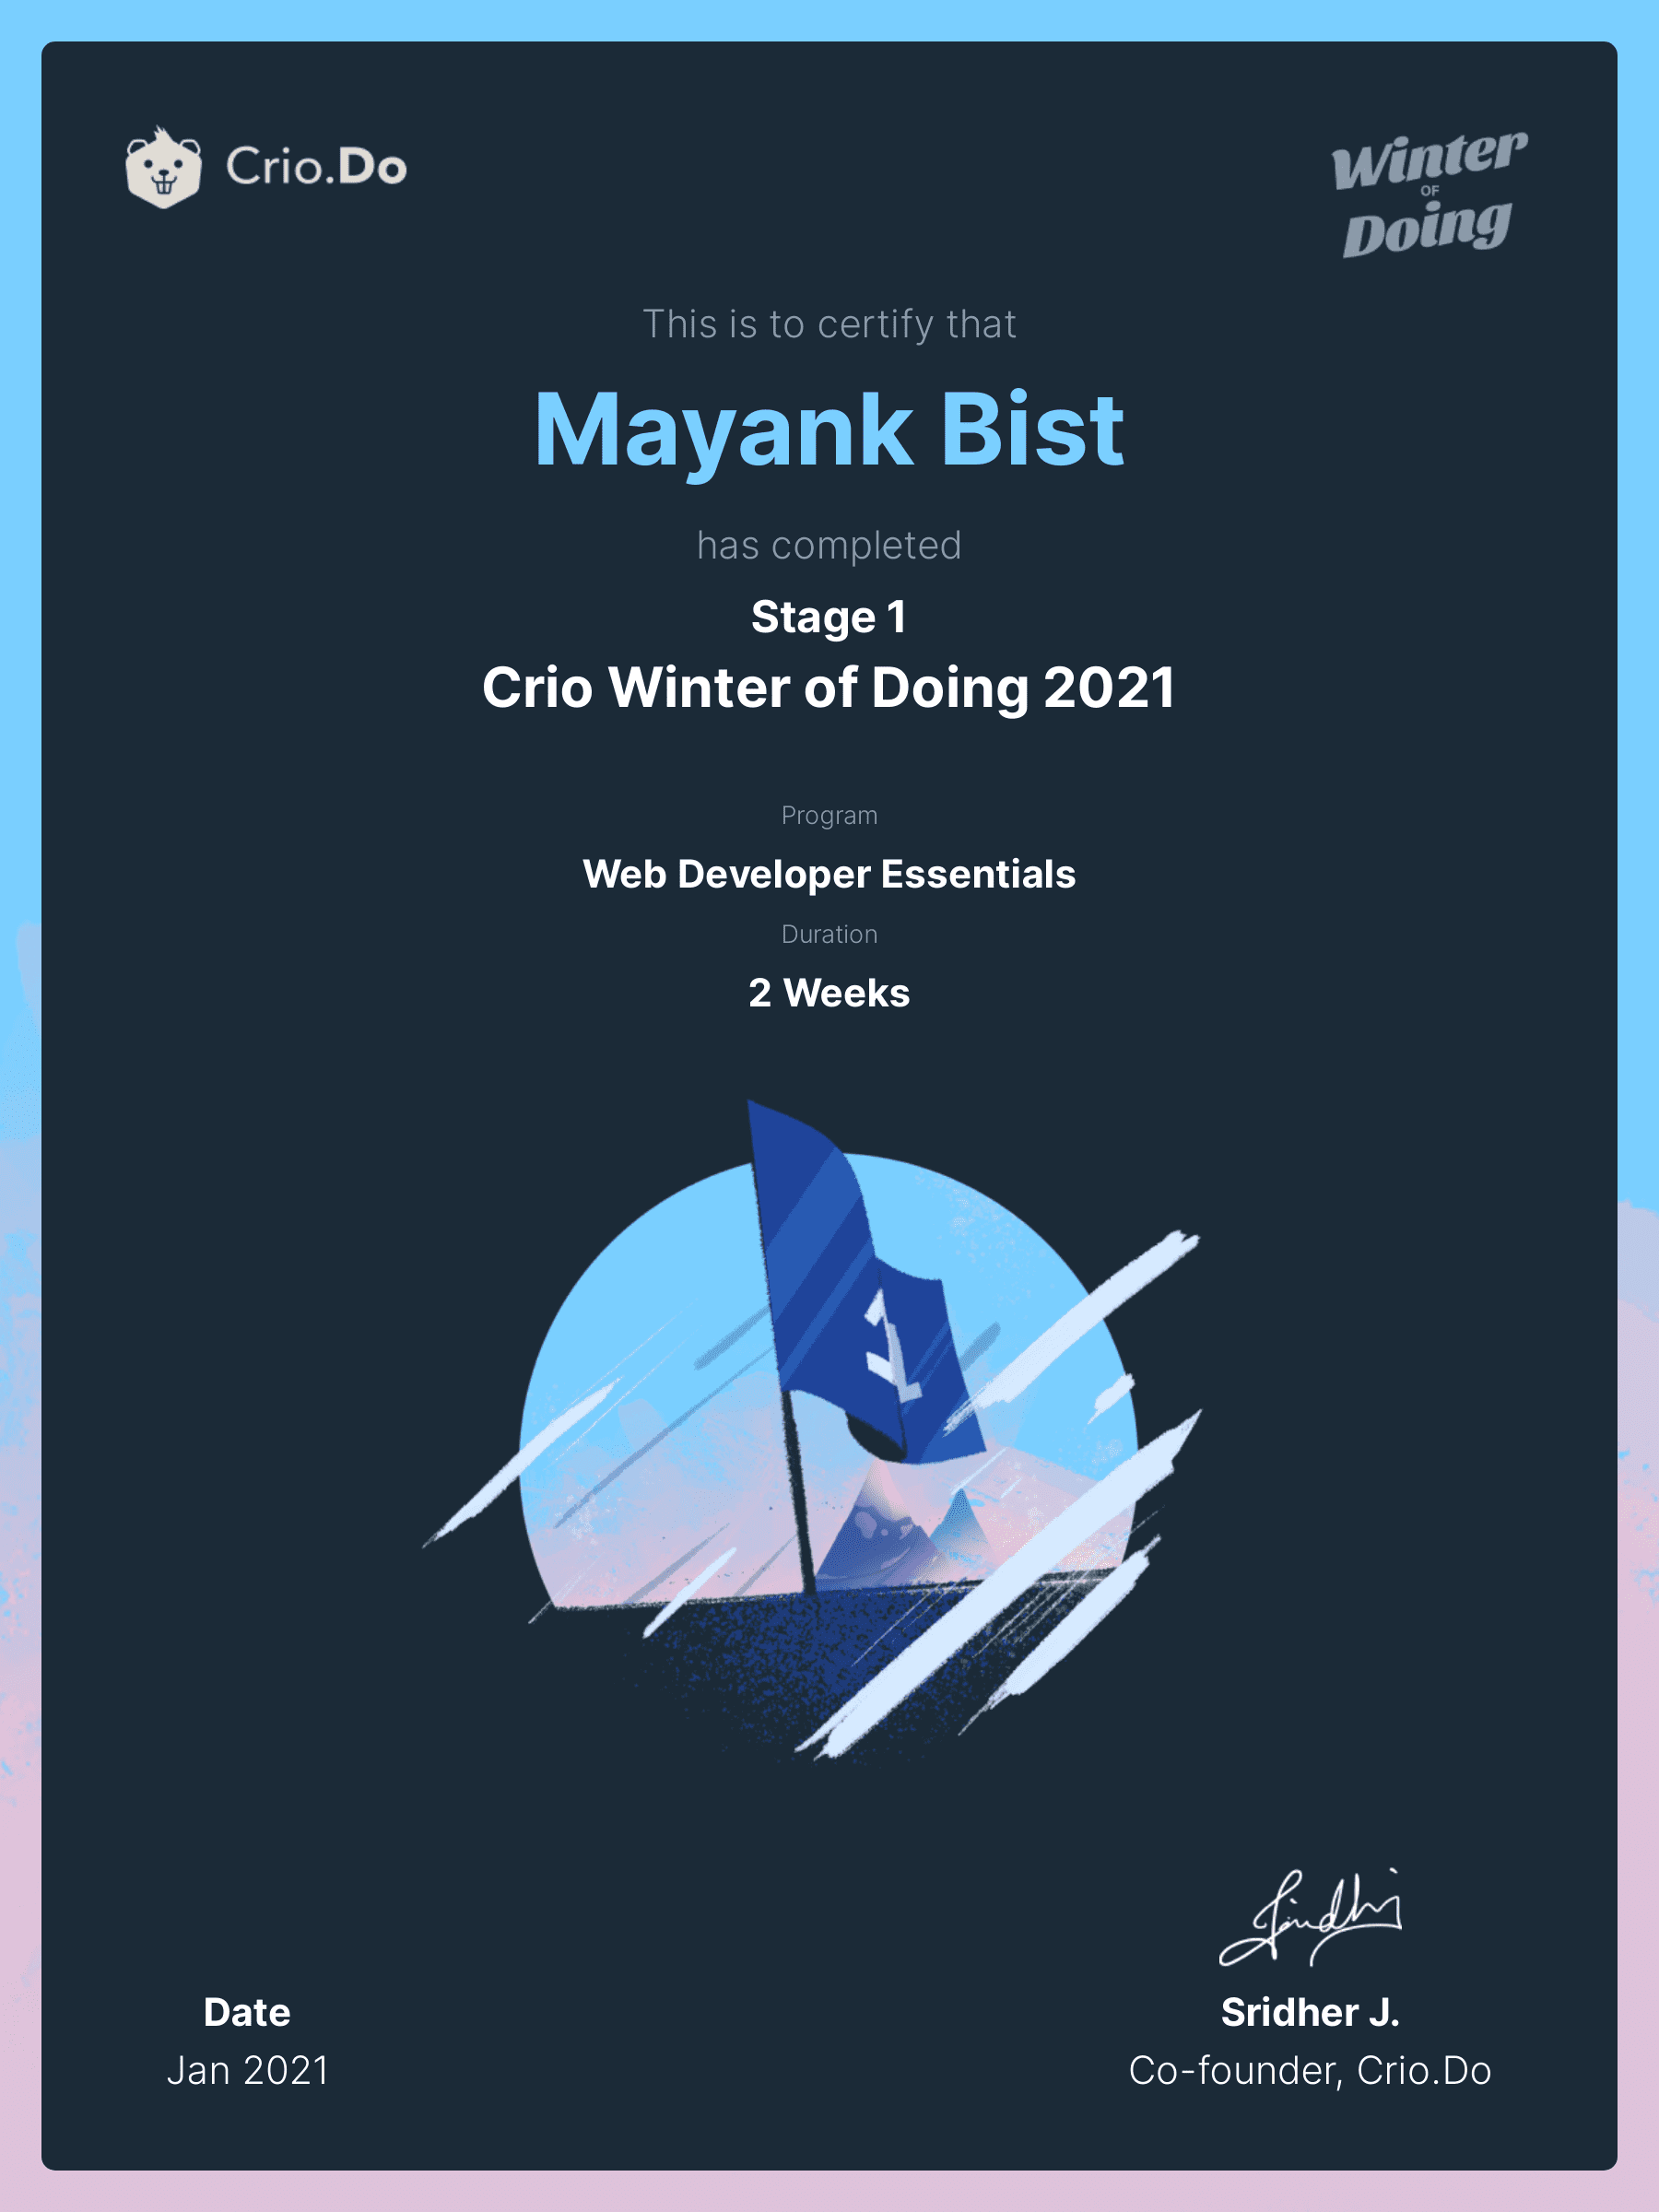 Crio.Do
Winter
OF
Doing
This is to certify that
Mayank Bist
has completed
Stage 1
Crio Winter of Doing 2021
Program
Web Developer Essentials
Duration
2 Weeks
1
Date
Jan 2021
Sridher J.
Co-founder, Crio.Do